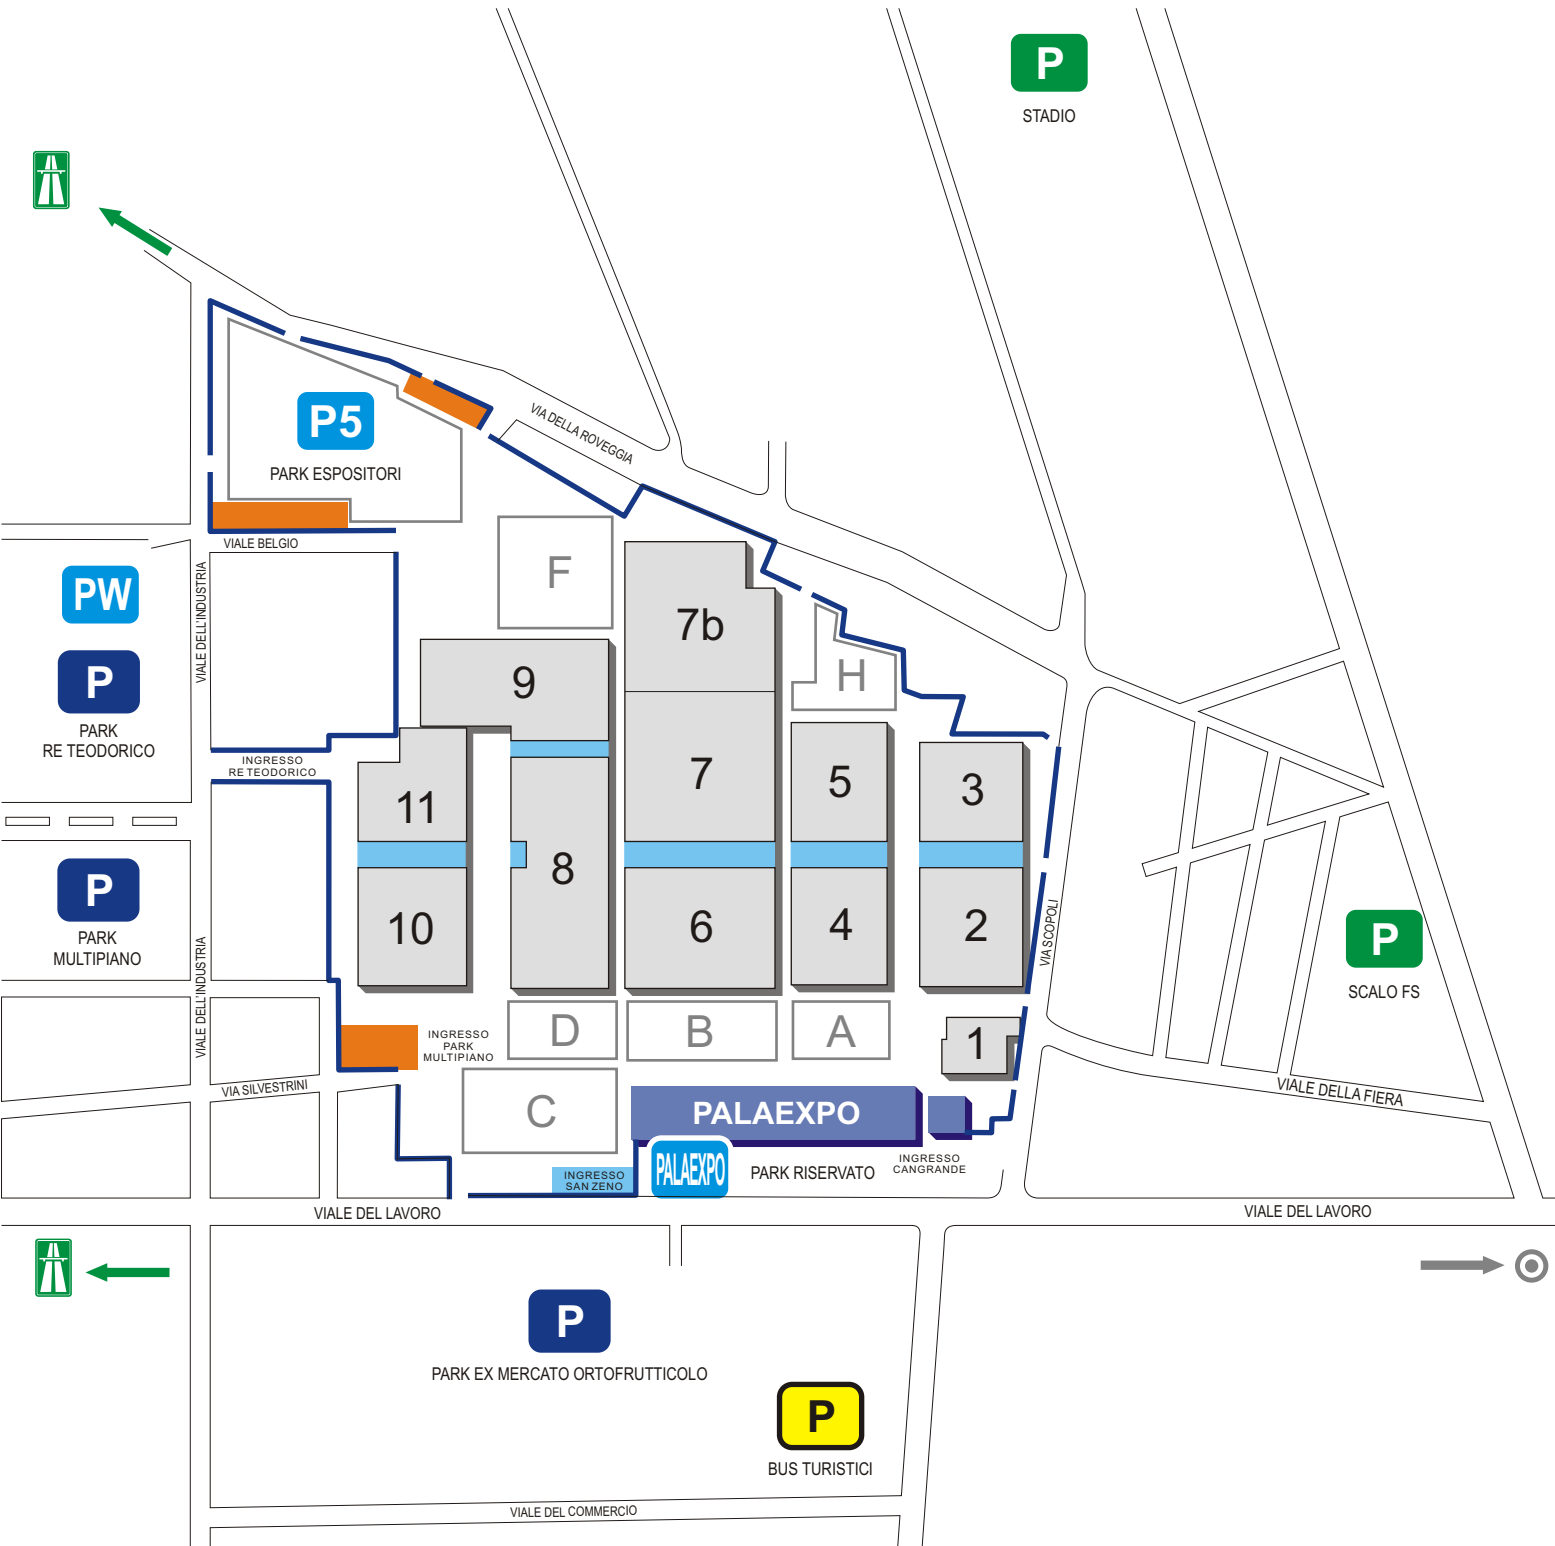 P
STADIO
P5
PARK ESPOSITORI
VIA DELLA ROVEGGIA
VIALE BELGIO
F
7b
PW
VIALE DELL'INDUSTRIA
P
PARK
RE TEODORICO
9
H
INGRESSO
RE TEODORICO
11
7
5
3
8
P
PARK
MULTIPIANO
10
6
4
2
VIA SCOPOLI
P
SCALO FS
VIALE DELL'INDUSTRIA
INGRESSO
PARK
MULTIPIANO
D
B
A
1
VIA SILVESTRINI
VIALE DELLA FIERA
C
PALAEXPO
INGRESSO
SAN ZENO
PALAEXPO
PARK RISERVATO
INGRESSO
CANGRANDE
VIALE DEL LAVORO
VIALE DEL LAVORO
P
PARK EX MERCATO ORTOFRUTTICOLO
P
BUS TURISTICI
VIALE DEL COMMERCIO